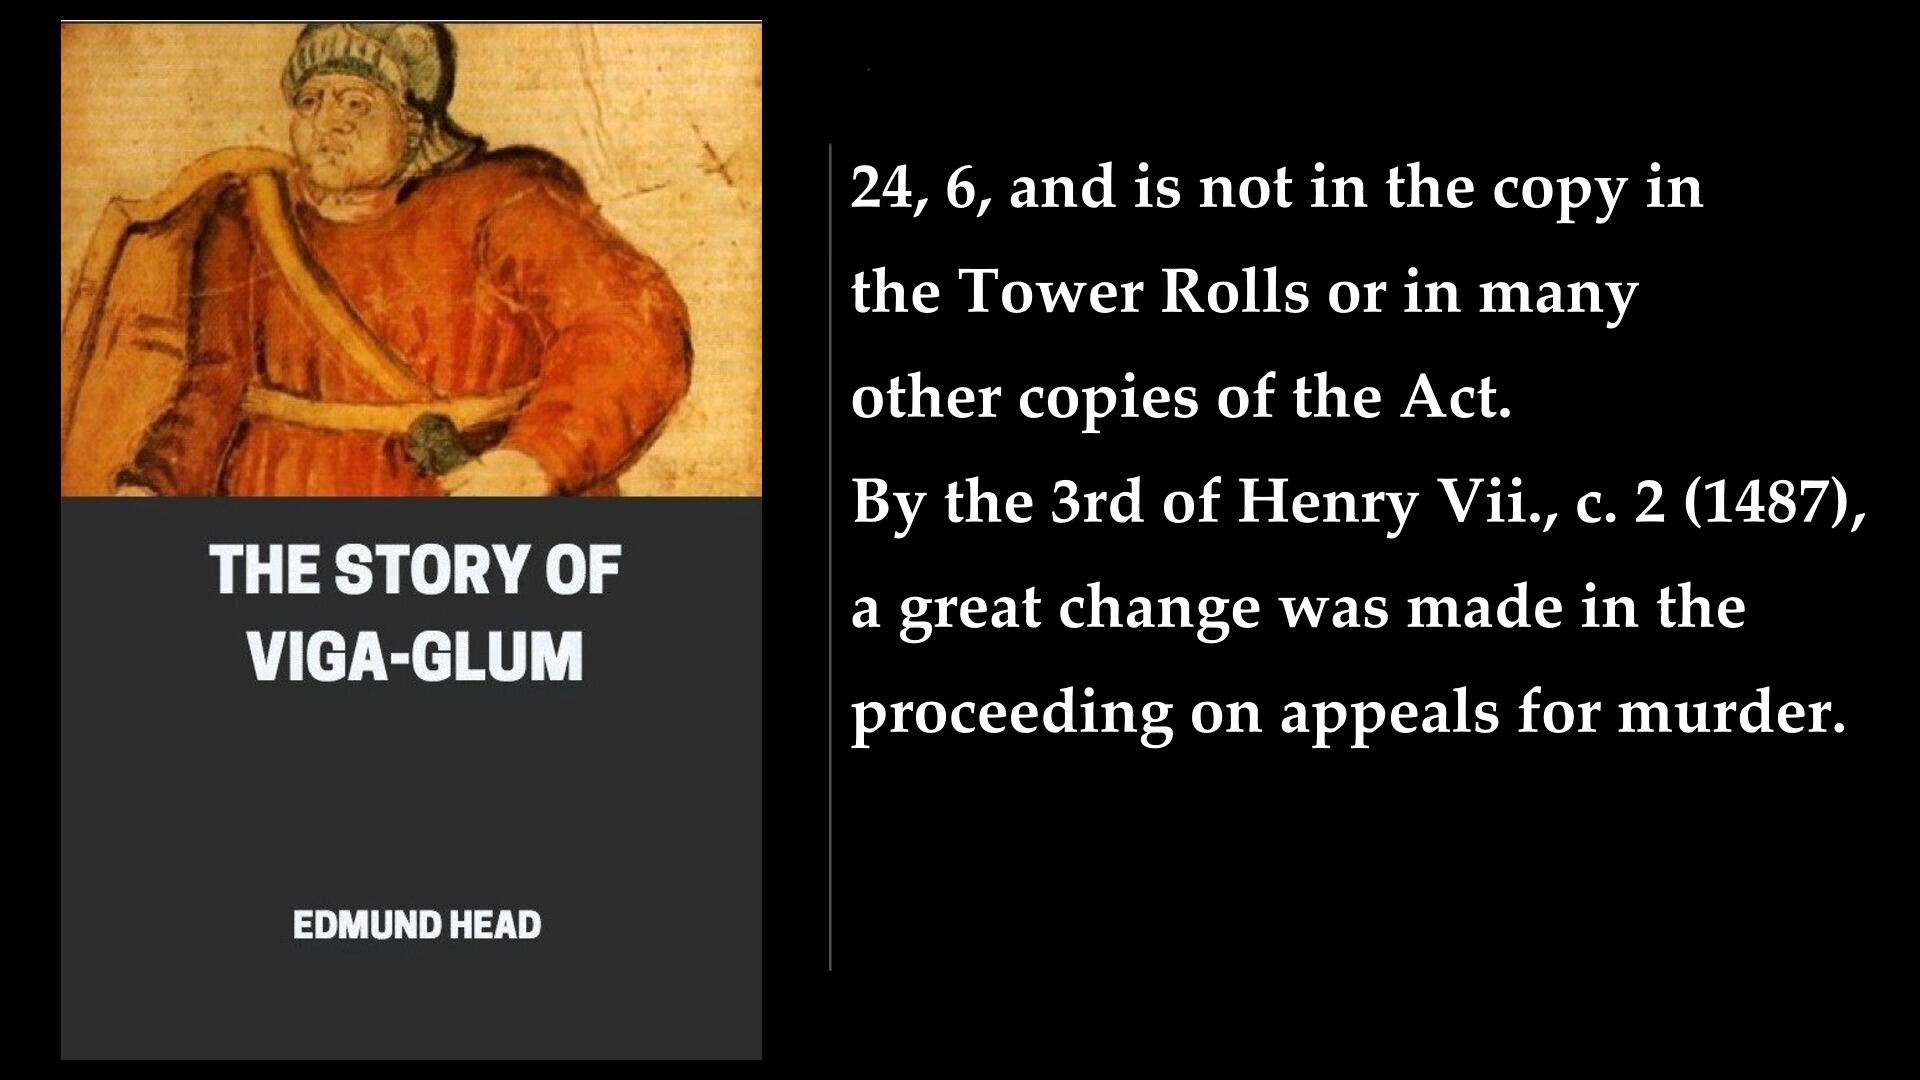 THE STORY OF
VIGA-GLUM
EDMUND HEAD
24, 6, and is not in the copy in
the Tower Rolls or in many
other copies of the Act.
By the 3rd of Henry Vii., c. 2 (1487),
a great change was made in the
proceeding on appeals for murder.